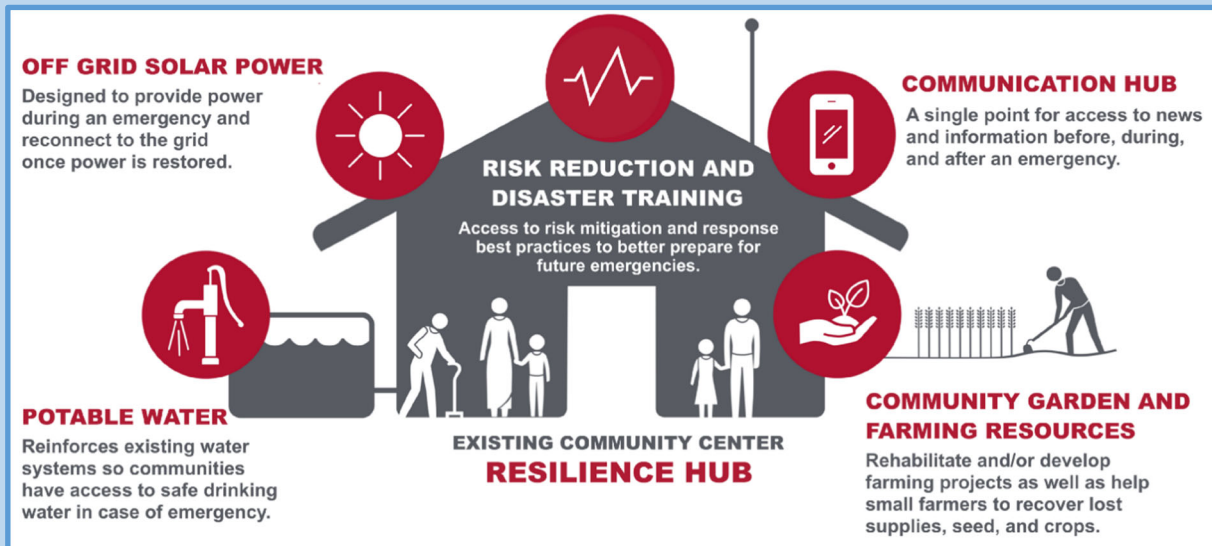 OFF GRID SOLAR POWER
Designed to provide power
during an emergency and
reconnect to the grid
once power is restored.
COMMUNICATION HUB
A single point for access to news
and information before, during,
and after an emergency.
RISK REDUCTION AND
DISASTER TRAINING
Access to risk mitigation and response
best practices to better prepare for
future emergencies.
POTABLE WATER
Reinforces existing water
systems so communities
have access to safe drinking
water in case of emergency.
EXISTING COMMUNITY CENTER
RESILIENCE HUB
COMMUNITY GARDEN AND
FARMING RESOURCES
Rehabilitate and/or develop
farming projects as well as help
small farmers to recover lost
supplies, seed, and crops.